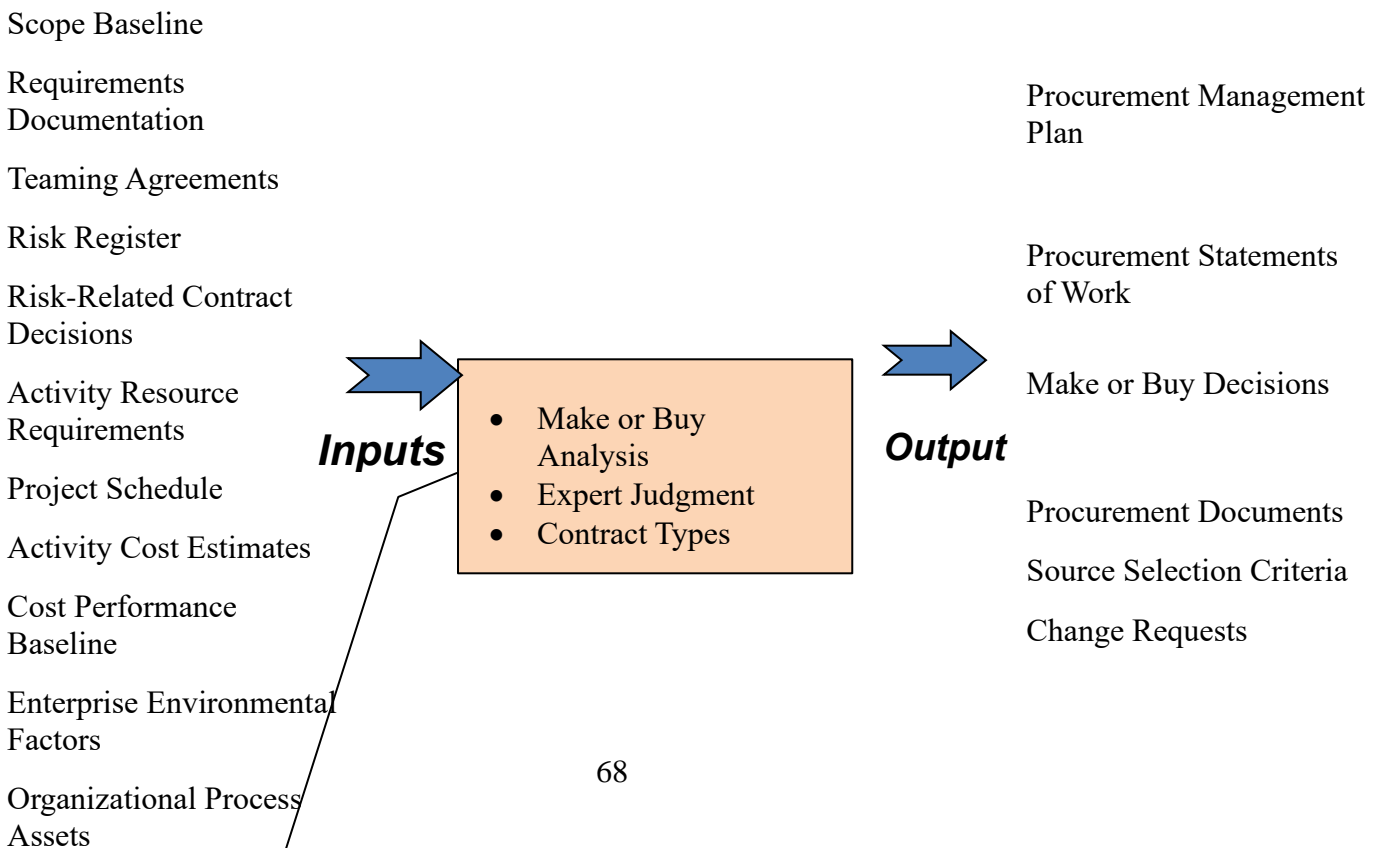 Scope Baseline
Requirements
Documentation
Teaming Agreements
Risk Register
Risk-Related Contract
Decisions
Activity Resource
Requirements
Project Schedule
Activity Cost Estimates
Cost Performance
Baseline
Enterprise Environmental
Factors
Organizational Process
Assets
Inputs
• Make or Buy
Analysis
• Expert Judgment
• Contract Types
Output
Procurement Management
Plan
Procurement Statements
of Work
Make or Buy Decisions
Procurement Documents
Source Selection Criteria
Change Requests
68